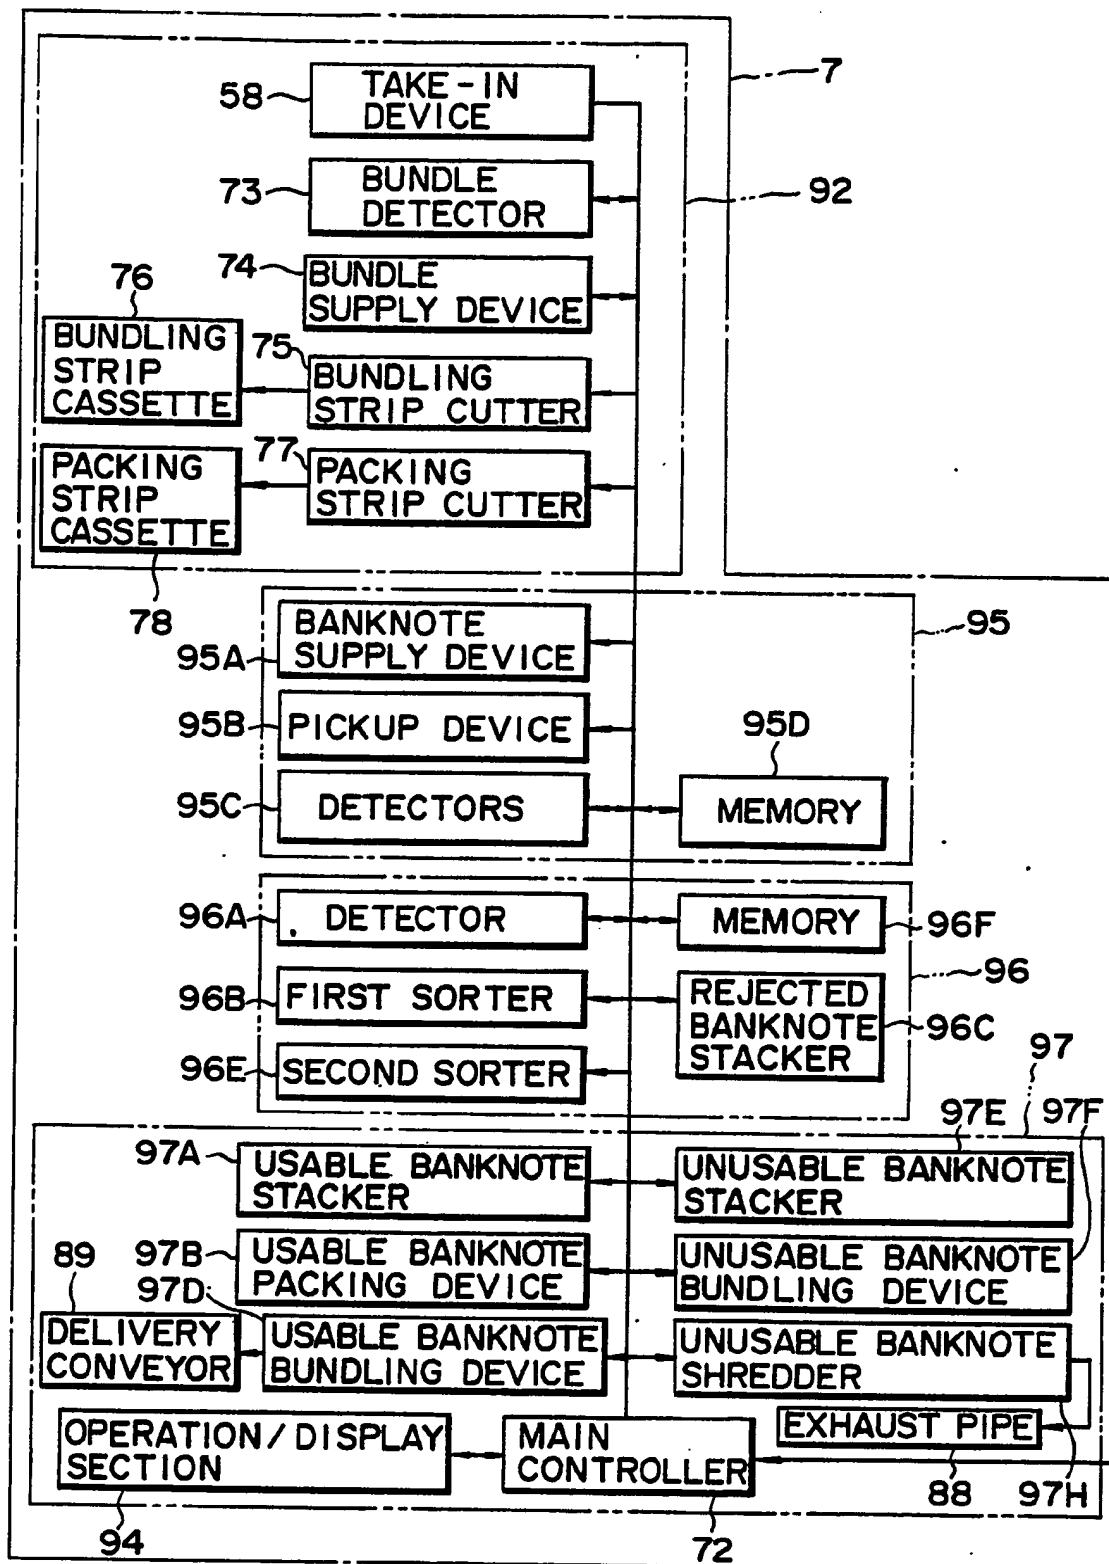 7
58
TAKE-IN
DEVICE
73
BUNDLE
DETECTOR
92
74
BUNDLE
SUPPLY DEVICE
76
BUNDLING
STRIP
CASSETTE
75
BUNDLING
STRIP CUTTER
PACKING
STRIP
CASSETTE
78
77
PACKING
STRIP CUTTER
95
95A
BANKNOTE
SUPPLY DEVICE
95B
PICKUP DEVICE
95C
DETECTORS
95D
MEMORY
96A
DETECTOR
MEMORY
96F
96
96B
FIRST SORTER
REJECTED
BANKNOTE
STACKER
96C
96E
SECOND SORTER
97
97A
USABLE BANKNOTE
STACKER
97E
UNUSABLE BANKNOTE
STACKER
97F
97B
USABLE BANKNOTE
PACKING DEVICE
UNUSABLE BANKNOTE
BUNDLING DEVICE
89
DELIVERY
CONVEYOR
97D
USABLE BANKNOTE
BUNDLING DEVICE
UNUSABLE BANKNOTE
SHREDDER
97H
OPERATION/DISPLAY
SECTION
94
MAIN
CONTROLLER
72
EXHAUST PIPE
88